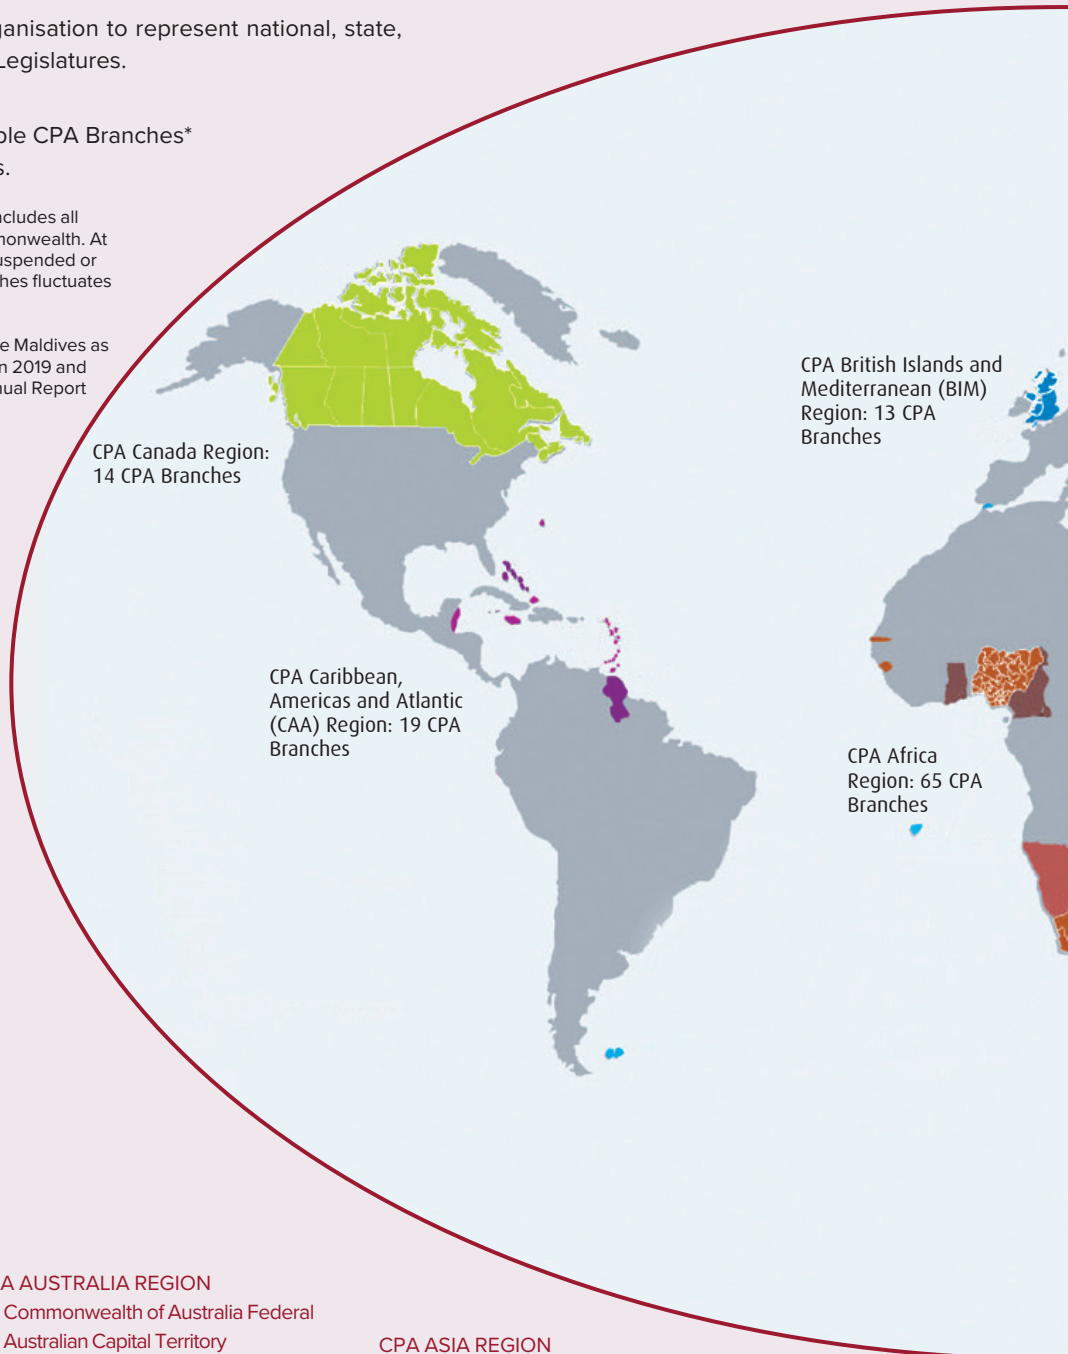 ganisation to represent national, state,
Legislatures.
ble CPA Branches*
s.
ncludes all
monwealth. At
uspended or
ches fluctuates
e Maldives as
n 2019 and
nual Report
CPA Canada Region:
14 CPA Branches
CPA British Islands and
Mediterranean (BIM)
Region: 13 CPA
Branches
CPA Caribbean,
Americas and Atlantic
(CAA) Region: 19 CPA
Branches
CPA Africa
Region: 65 CPA
Branches
A AUSTRALIA REGION
Commonwealth of Australia Federal
Australian Capital Territory
CPA ASIA REGION